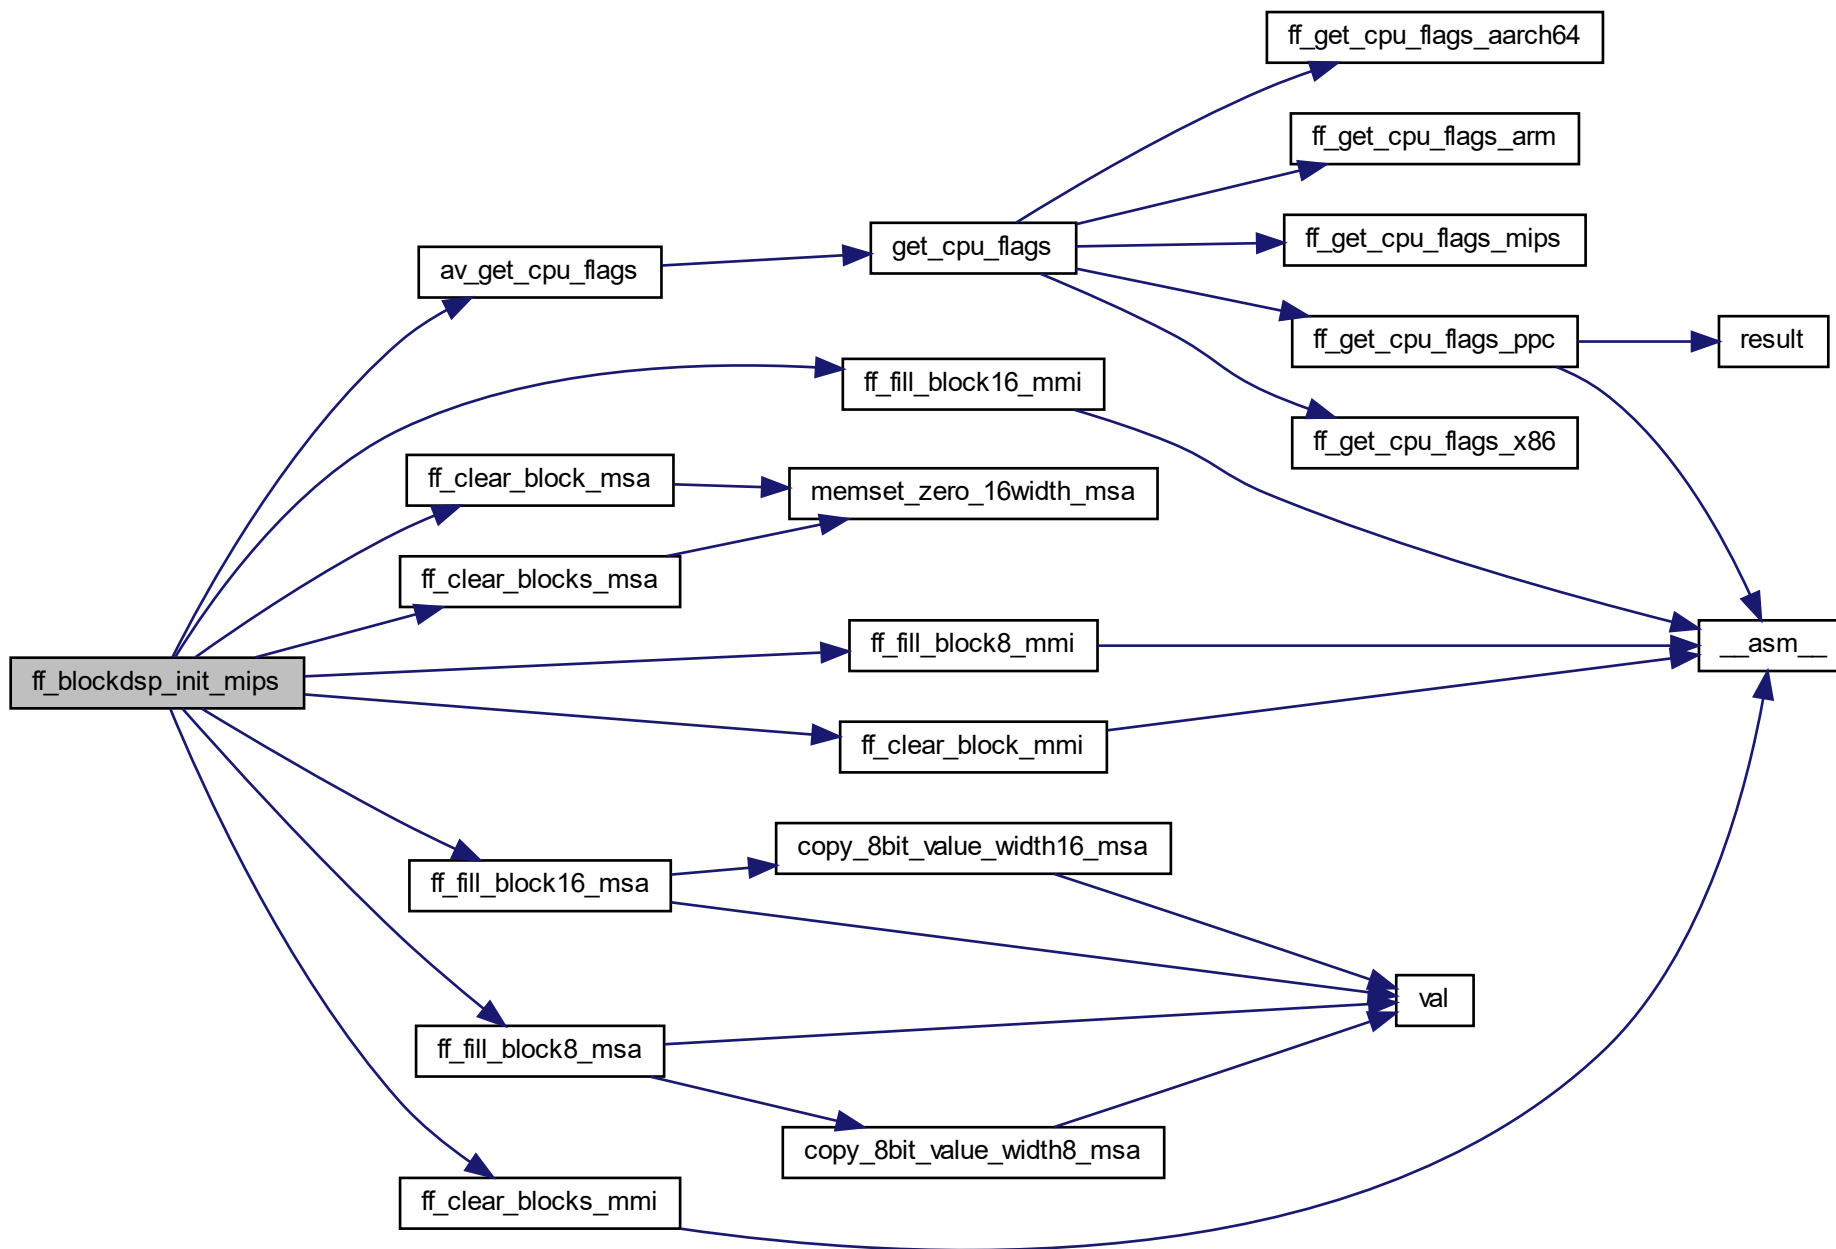 ff_get_cpu_flags_aarch64
ff_get_cpu_flags_arm
get_cpu_flags
ff_get_cpu_flags_mips
av_get_cpu_flags
ff_get_cpu_flags_ppc
result
ff_fill_block16_mmi
ff_get_cpu_flags_x86
ff_clear_block_msa
memset_zero_16width_msa
ff_clear_blocks_msa
ff_fill_block8_mmi
__asm__
ff_blockdsp_init_mips
ff_clear_block_mmi
copy_8bit_value_width16_msa
ff_fill_block16_msa
val
ff_fill_block8_msa
copy_8bit_value_width8_msa
ff_clear_blocks_mmi